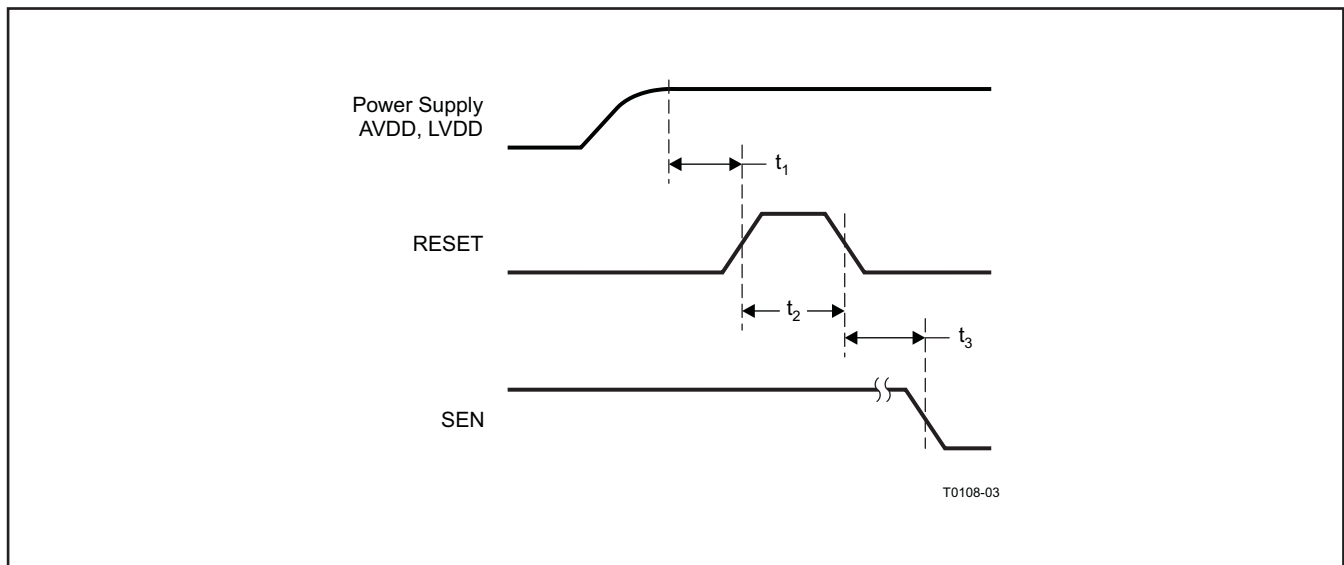 Power Supply
AVDD, LVDD
t₁
RESET
t₂
t₃
SEN
T0108-03